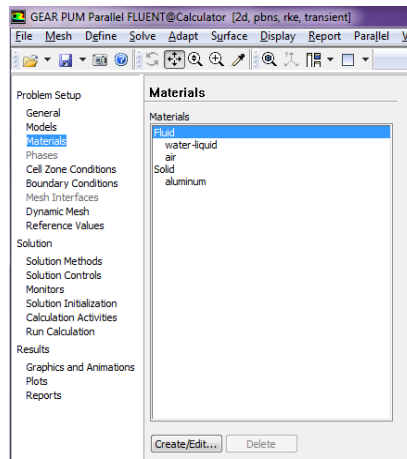 GEAR PUM Parallel FLUENT@Calculator [2d, pbns, rke, transient]
File Mesh Define Solve Adapt Surface Display Report Parallel V
Problem Setup
General
Models
Materials
Phases
Cell Zone Conditions
Boundary Conditions
Mesh Interfaces
Dynamic Mesh
Reference Values
Solution
Solution Methods
Solution Controls
Monitors
Solution Initialization
Calculation Activities
Run Calculation
Results
Graphics and Animations
Plots
Reports
Materials
Materials
Fluid
water-liquid
air
Solid
aluminum
Create/Edit...
Delete